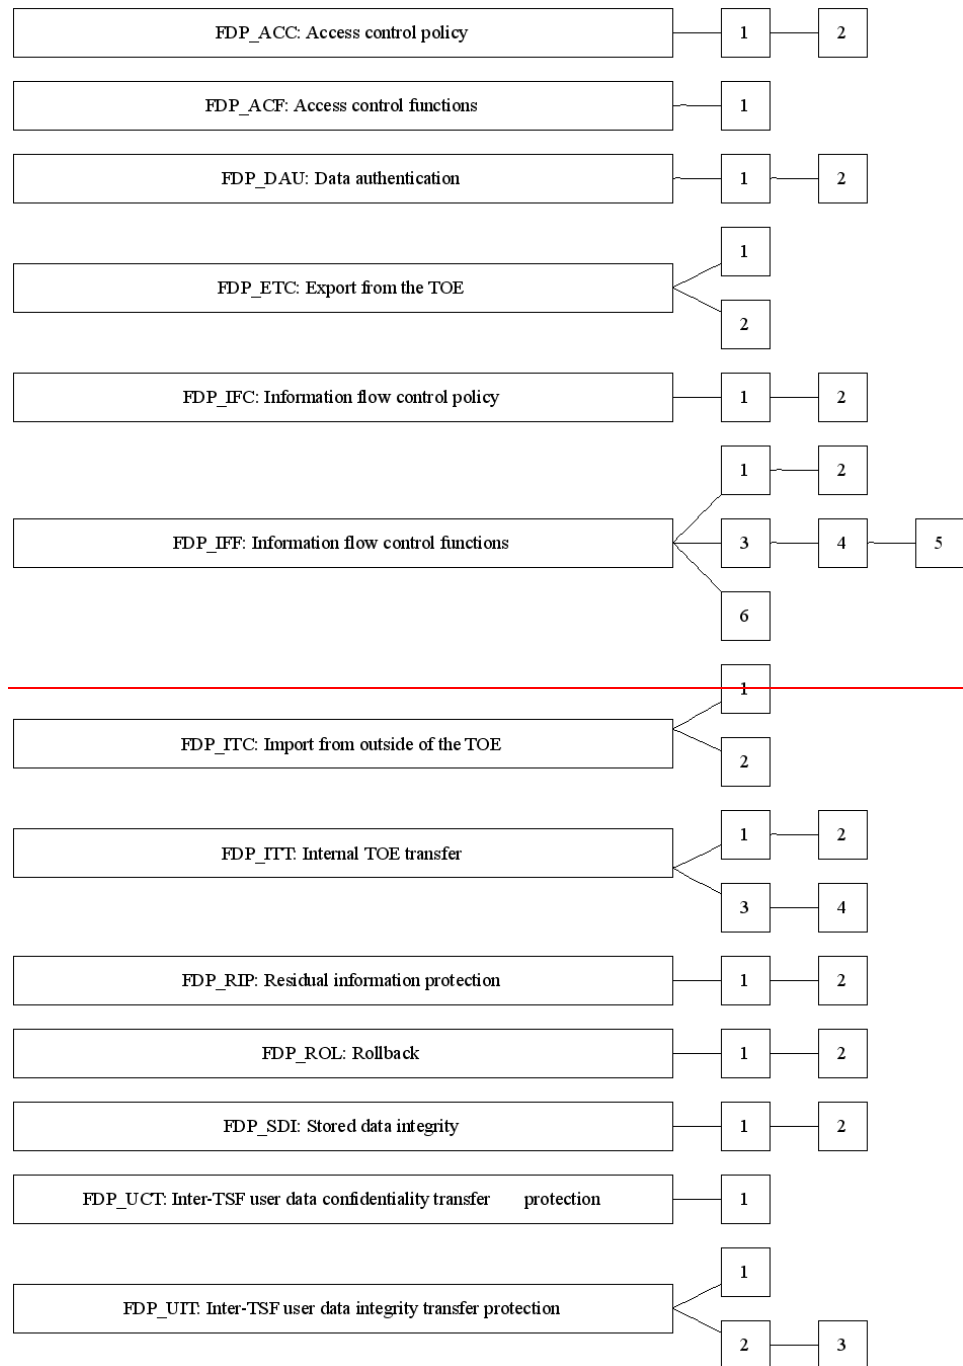 FDP_ACC: Access control policy 1 2
FDP_ACF: Access control functions 1
FDP_DAU: Data authentication 1 2
1
FDP_ETC: Export from the TOE
2
FDP_IFC: Information flow control policy 1 2
1 2
FDP_IFF: Information flow control functions 3 4 5
6
1
FDP_ITC: Import from outside of the TOE
2
1 2
FDP_ITT: Internal TOE transfer
3 4
FDP_RIP: Residual information protection 1 2
FDP_ROL: Rollback 1 2
FDP_SDI: Stored data integrity 1 2
FDP_UCT: Inter-TSF user data confidentiality transfer protection 1
1
FDP_UIT: Inter-TSF user data integrity transfer protection
2 3